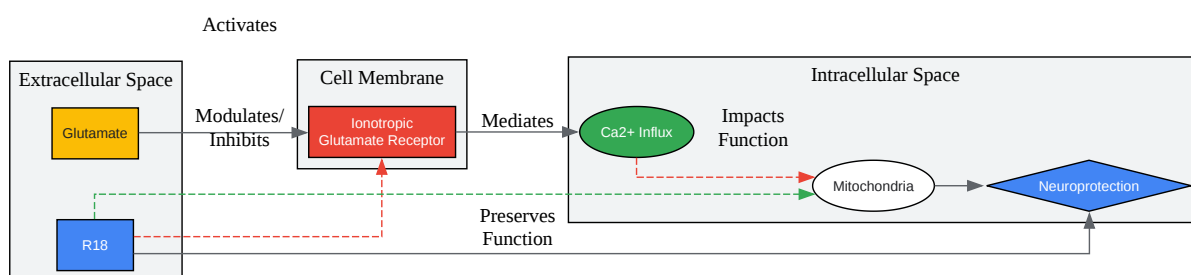 Activates
Extracellular Space
Cell Membrane
Intracellular Space
Glutamate
Modulates/
Inhibits
Ionotropic
Glutamate Receptor
Mediates
Ca2+ Influx
Impacts
Function
Mitochondria
Neuroprotection
R18
Preserves
Function